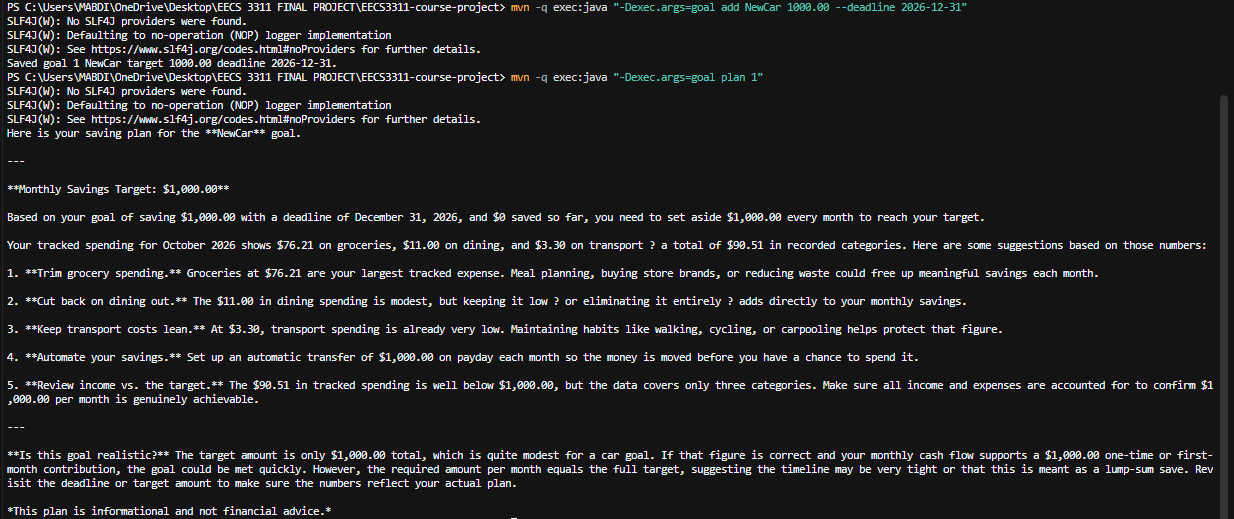 PS C:\Users\MABDI\OneDrive\Desktop\EECS 3311 FINAL PROJECT\EECS3311-course-project> mvn -q exec:java "-Dexec.args=goal add NewCar 1000.00 --deadline 2026-12-31"
SLF4J(W): No SLF4J providers were found.
SLF4J(W): Defaulting to no-operation (NOP) logger implementation
SLF4J(W): See https://www.slf4j.org/codes.html#noProviders for further details.
Saved goal 1 NewCar target 1000.00 deadline 2026-12-31.
PS C:\Users\MABDI\OneDrive\Desktop\EECS 3311 FINAL PROJECT\EECS3311-course-project> mvn -q exec:java "-Dexec.args=goal plan 1"
SLF4J(W): No SLF4J providers were found.
SLF4J(W): Defaulting to no-operation (NOP) logger implementation
SLF4J(W): See https://www.slf4j.org/codes.html#noProviders for further details.
Here is your saving plan for the **NewCar** goal.
---
**Monthly Savings Target: $1,000.00**
Based on your goal of saving $1,000.00 with a deadline of December 31, 2026, and $0 saved so far, you need to set aside $1,000.00 every month to reach your target.
Your tracked spending for October 2026 shows $76.21 on groceries, $11.00 on dining, and $3.30 on transport ? a total of $90.51 in recorded categories. Here are some suggestions based on those numbers:
1. **Trim grocery spending.** Groceries at $76.21 are your largest tracked expense. Meal planning, buying store brands, or reducing waste could free up meaningful savings each month.
2. **Cut back on dining out.** The $11.00 in dining spending is modest, but keeping it low ? or eliminating it entirely ? adds directly to your monthly savings.
3. **Keep transport costs lean.** At $3.30, transport spending is already very low. Maintaining habits like walking, cycling, or carpooling helps protect that figure.
4. **Automate your savings.** Set up an automatic transfer of $1,000.00 on payday each month so the money is moved before you have a chance to spend it.
5. **Review income vs. the target.** The $90.51 in tracked spending is well below $1,000.00, but the data covers only three categories. Make sure all income and expenses are accounted for to confirm $1
,000.00 per month is genuinely achievable.
---
**Is this goal realistic?** The target amount is only $1,000.00 total, which is quite modest for a car goal. If that figure is correct and your monthly cash flow supports a $1,000.00 one-time or first-
month contribution, the goal could be met quickly. However, the required amount per month equals the full target, suggesting the timeline may be very tight or that this is meant as a lump-sum save. Rev
isit the deadline or target amount to make sure the numbers reflect your actual plan.
*This plan is informational and not financial advice.*